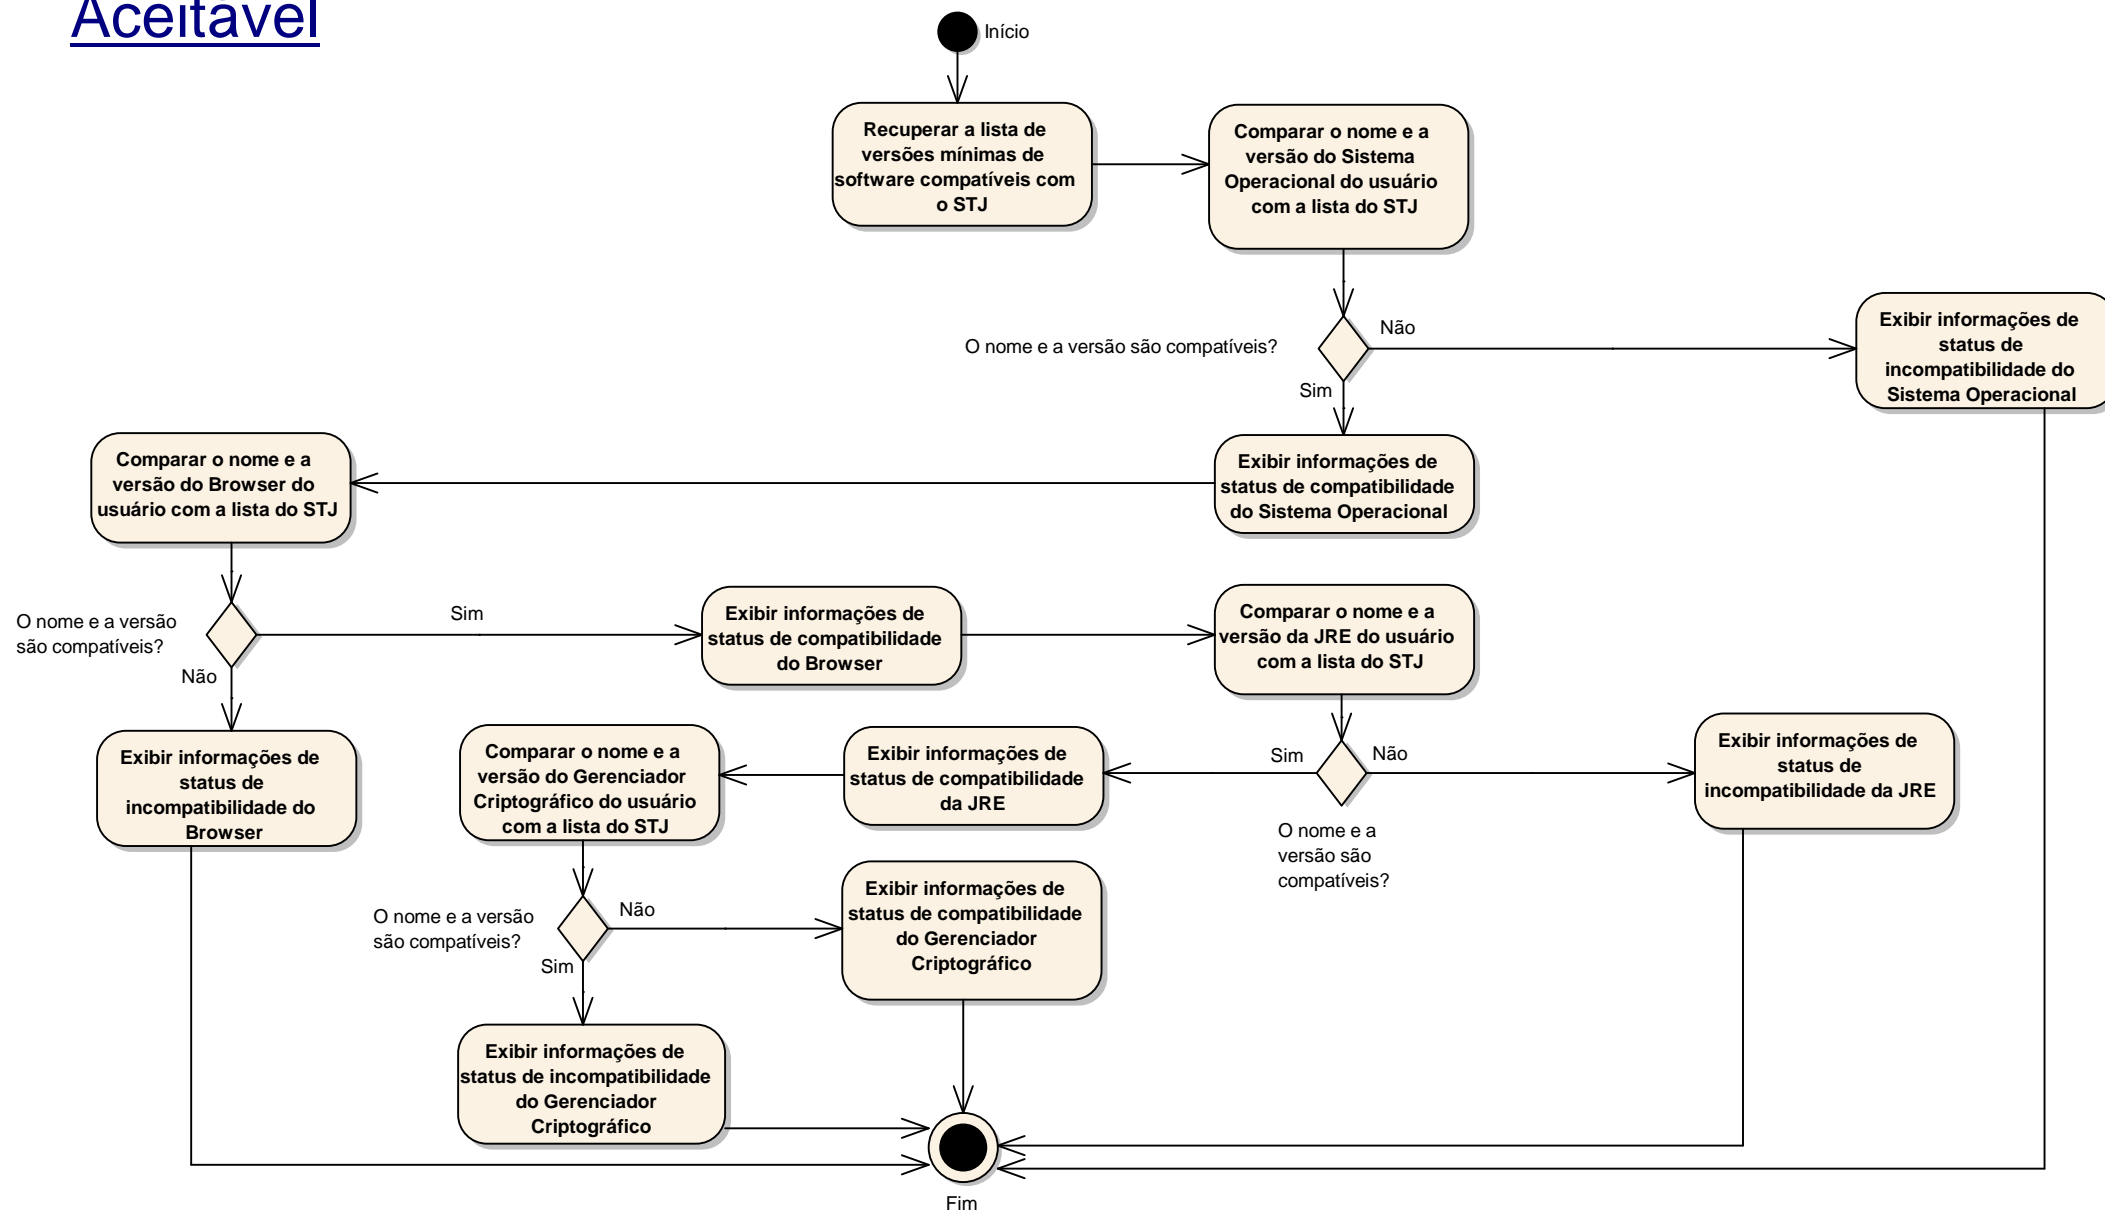 Aceitável
Início
Recuperar a lista de
versões mínimas de
software compatíveis com
o STJ
Comparar o nome e a
versão do Sistema
Operacional do usuário
com a lista do STJ
O nome e a versão são compatíveis?
Não
Sim
Exibir informações de
status de
incompatibilidade do
Sistema Operacional
Exibir informações de
status de compatibilidade
do Sistema Operacional
Comparar o nome e a
versão do Browser do
usuário com a lista do STJ
O nome e a versão
são compatíveis?
Sim
Não
Exibir informações de
status de compatibilidade
do Browser
Comparar o nome e a
versão da JRE do usuário
com a lista do STJ
Exibir informações de
status de
incompatibilidade do
Browser
Comparar o nome e a
versão do Gerenciador
Criptográfico do usuário
com a lista do STJ
Exibir informações de
status de compatibilidade
da JRE
Sim
Não
O nome e a
versão são
compatíveis?
Exibir informações de
status de
incompatibilidade da JRE
O nome e a versão
são compatíveis?
Não
Sim
Exibir informações de
status de compatibilidade
do Gerenciador
Criptográfico
Exibir informações de
status de incompatibilidade
do Gerenciador
Criptográfico
Fim